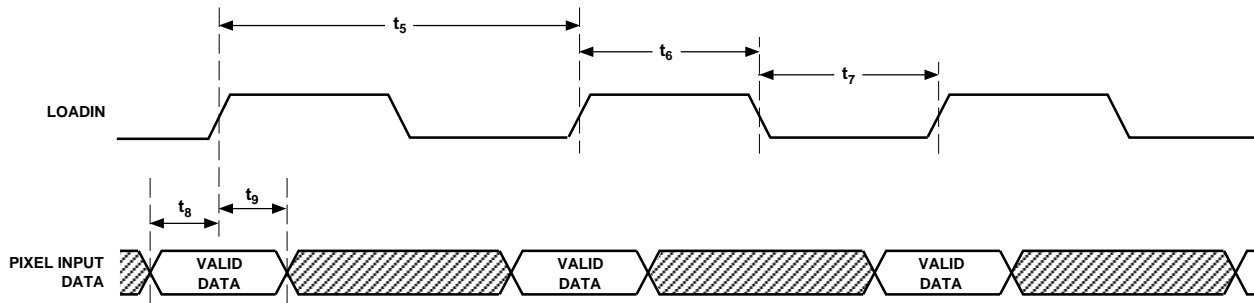 t5
t6
t7
LOADIN
t8
t9
PIXEL INPUT
DATA
VALID
DATA
VALID
DATA
VALID
DATA